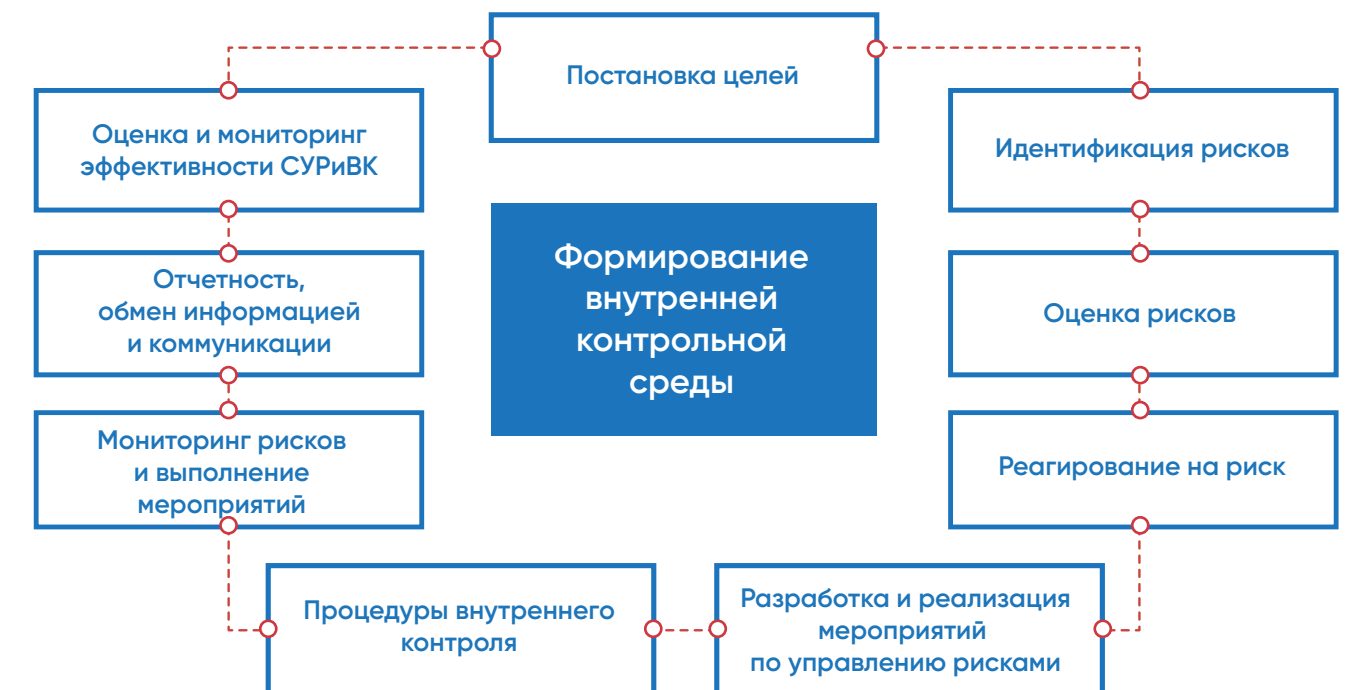 Постановка целей
Оценка и мониторинг
эффективности СУРиВК
Идентификация рисков
Формирование
внутренней
контрольной
среды
Отчетность,
обмен информацией
и коммуникации
Оценка рисков
Мониторинг рисков
и выполнение
мероприятий
Реагирование на риск
Процедуры внутреннего
контроля
Разработка и реализация
мероприятий
по управлению рисками